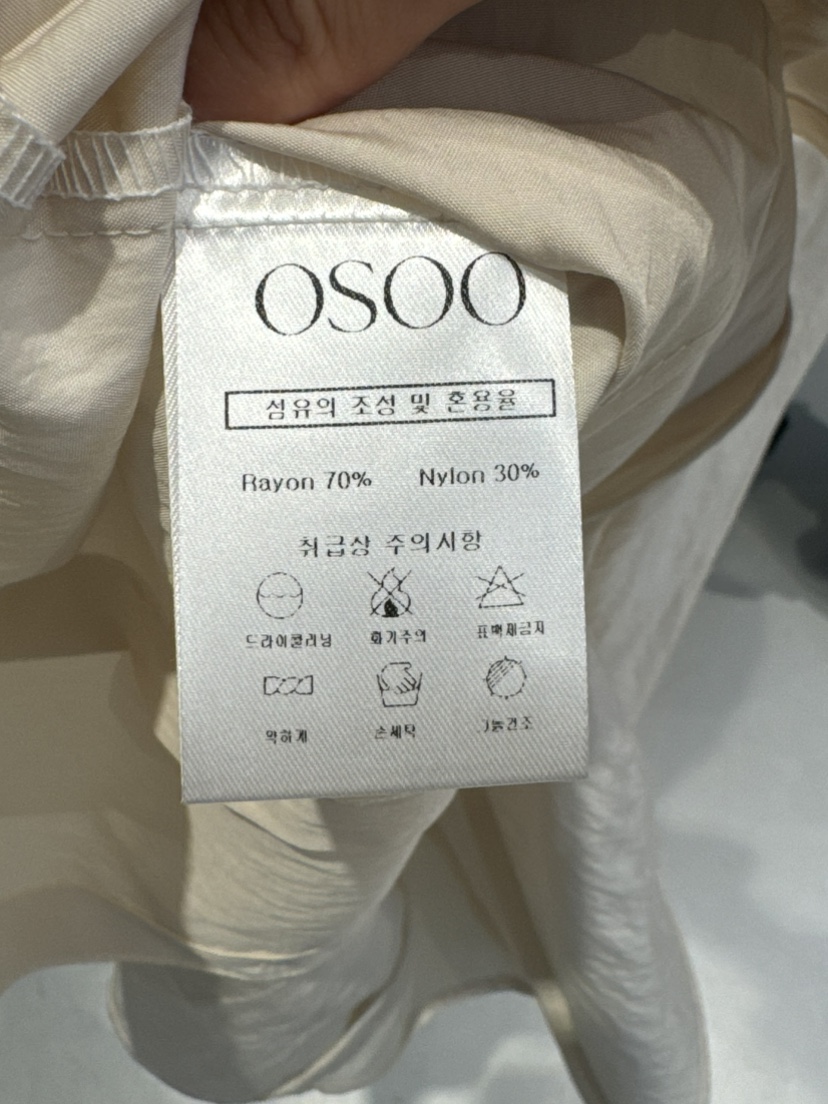 OSOO
섬유의 조성 및 혼용율
Rayon 70% Nylon 30%
취급상 주의시항
드라이클리닝 화기주의 표백제금지
약하게 손세탁 그늘건조